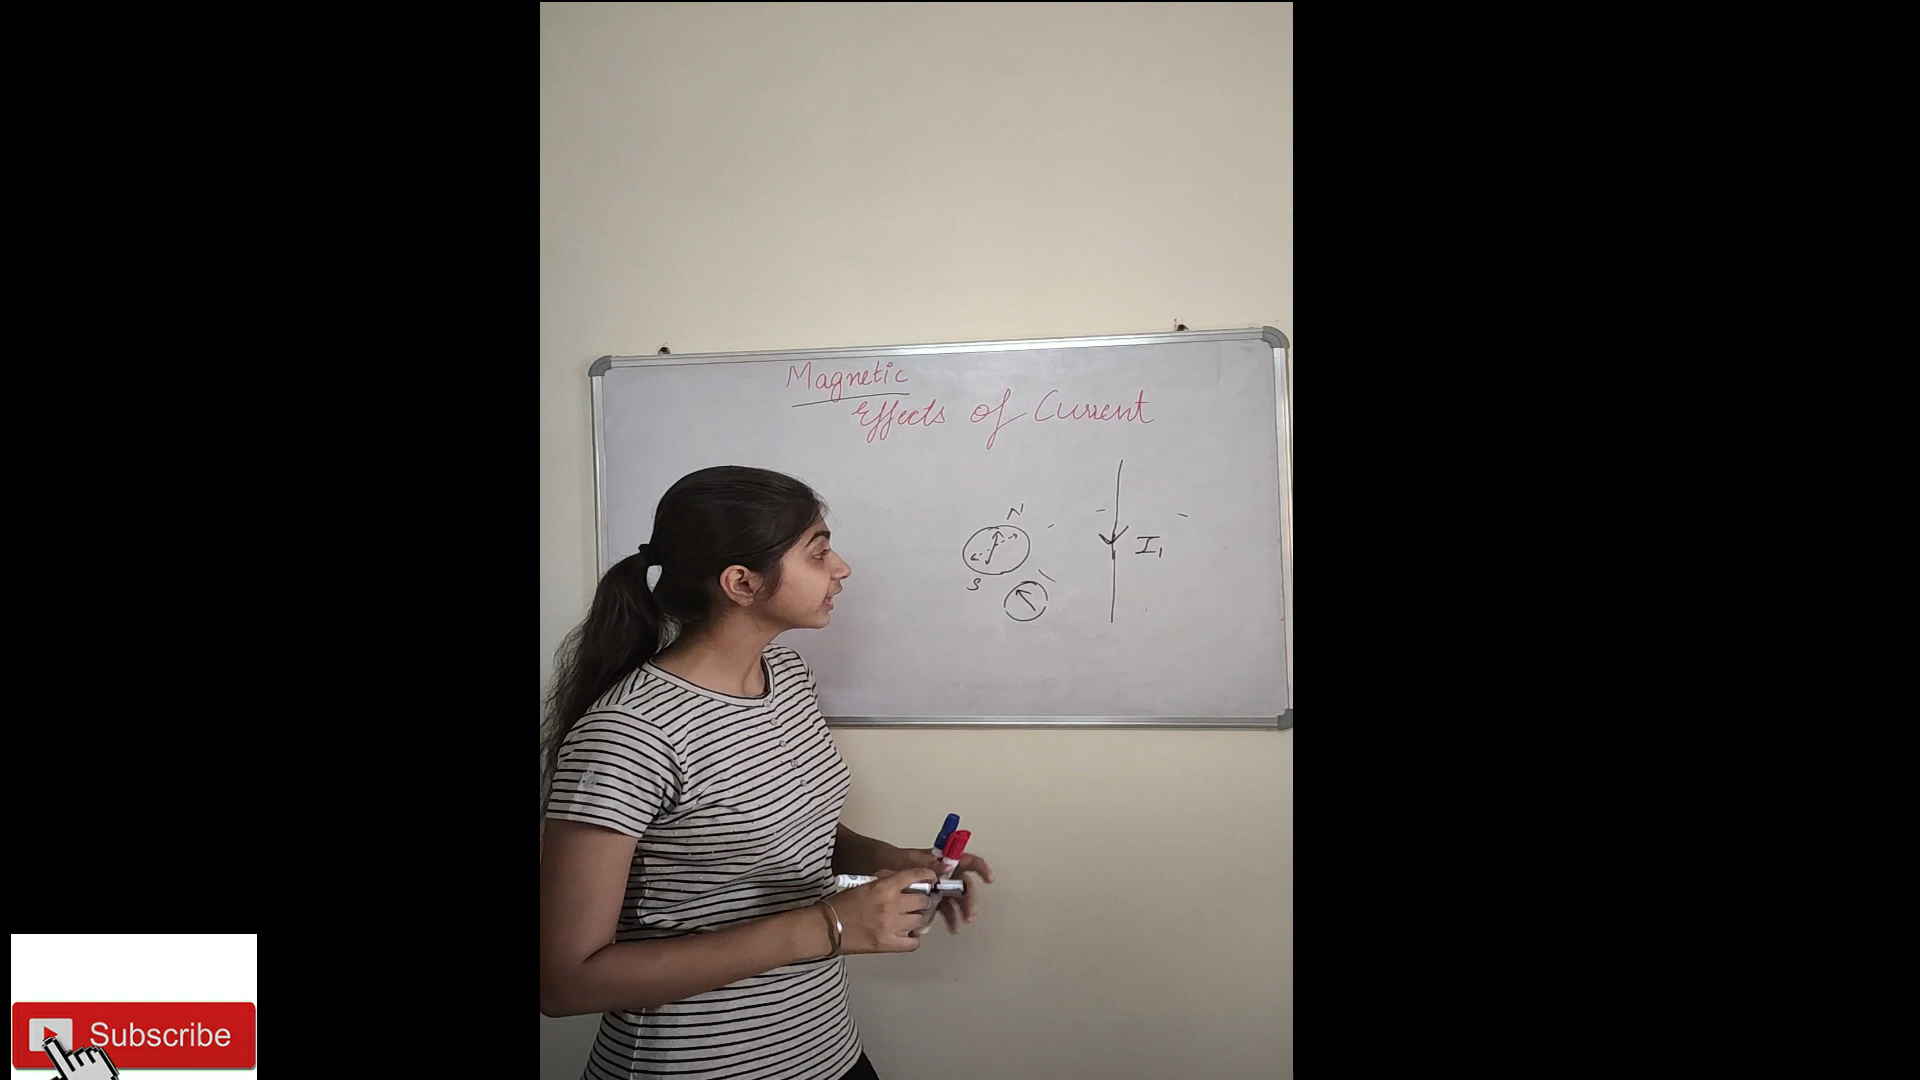 Magnetic
Effects of Current
N
I₁
S
Subscribe